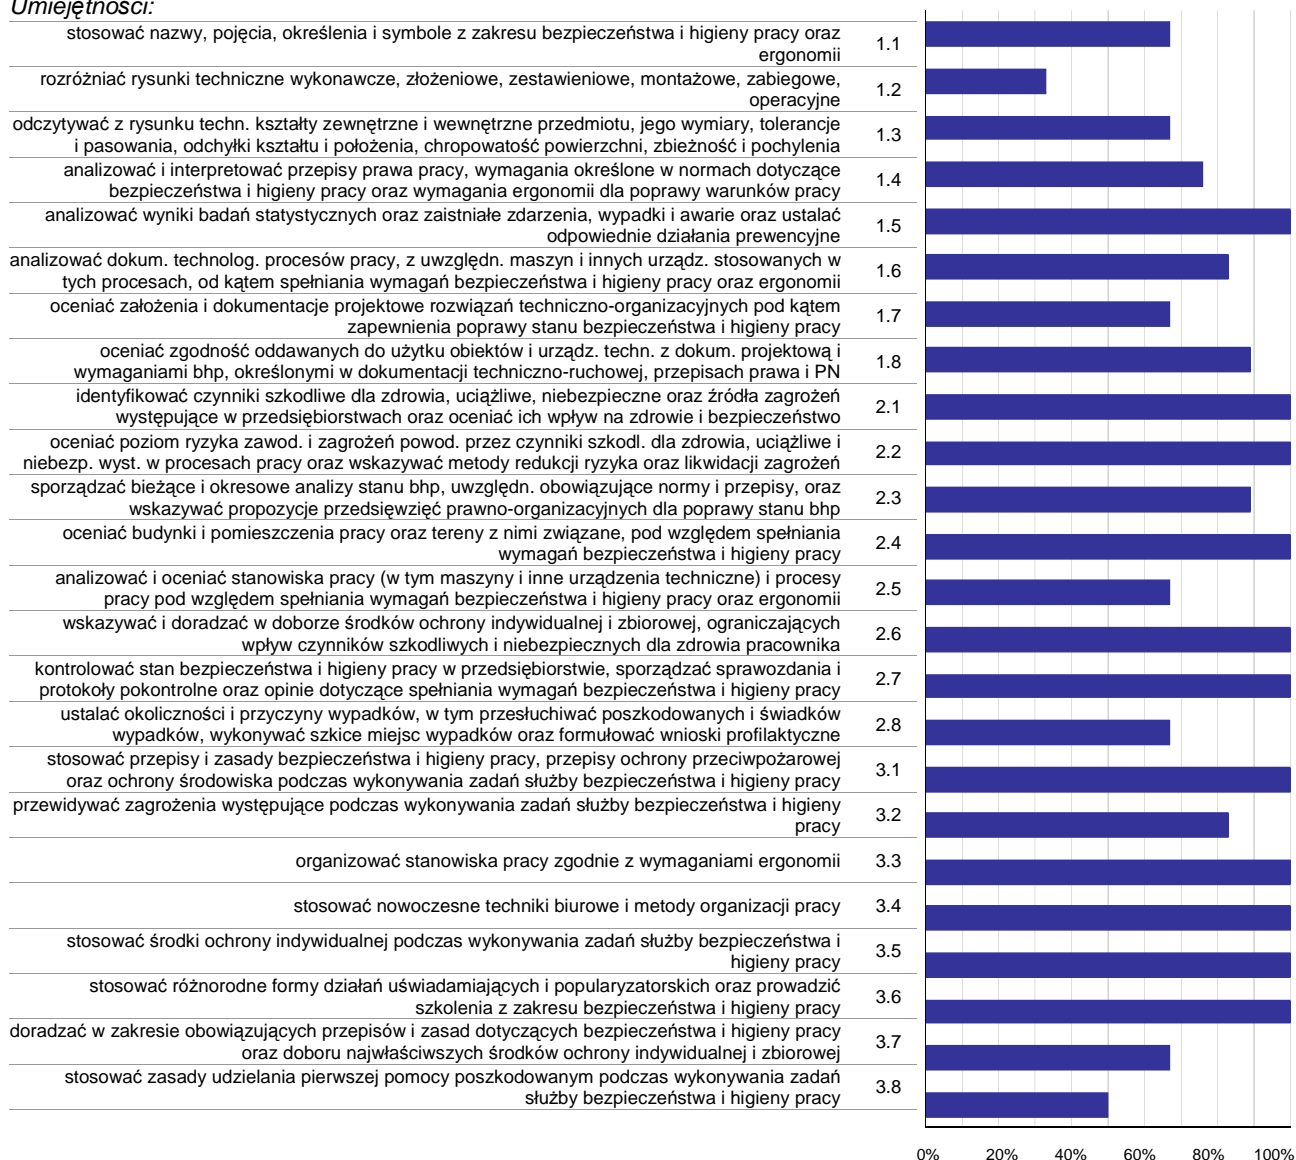 Umiejętności:
stosować nazwy, pojęcia, określenia i symbole z zakresu bezpieczeństwa i higieny pracy oraz
ergonomii
1.1
rozróżniać rysunki techniczne wykonawcze, złożeniowe, zestawieniowe, montażowe, zabiegowe,
operacyjne
1.2
odczytywać z rysunku techn. kształty zewnętrzne i wewnętrzne przedmiotu, jego wymiary, tolerancje
i pasowania, odchyłki kształtu i położenia, chropowatość powierzchni, zbieżność i pochylenia
1.3
analizować i interpretować przepisy prawa pracy, wymagania określone w normach dotyczące
bezpieczeństwa i higieny pracy oraz wymagania ergonomii dla poprawy warunków pracy
1.4
analizować wyniki badań statystycznych oraz zaistniałe zdarzenia, wypadki i awarie oraz ustalać
odpowiednie działania prewencyjne
1.5
analizować dokum. technolog. procesów pracy, z uwzględn. maszyn i innych urządz. stosowanych w
tych procesach, od kątem spełniania wymagań bezpieczeństwa i higieny pracy oraz ergonomii
1.6
oceniać założenia i dokumentacje projektowe rozwiązań techniczno-organizacyjnych pod kątem
zapewnienia poprawy stanu bezpieczeństwa i higieny pracy
1.7
oceniać zgodność oddawanych do użytku obiektów i urządz. techn. z dokum. projektową i
wymaganiami bhp, określonymi w dokumentacji techniczno-ruchowej, przepisach prawa i PN
1.8
identyfikować czynniki szkodliwe dla zdrowia, uciążliwe, niebezpieczne oraz źródła zagrożeń
występujące w przedsiębiorstwach oraz oceniać ich wpływ na zdrowie i bezpieczeństwo
2.1
oceniać poziom ryzyka zawod. i zagrożeń powod. przez czynniki szkodl. dla zdrowia, uciążliwe i
niebezp. wyst. w procesach pracy oraz wskazywać metody redukcji ryzyka oraz likwidacji zagrożeń
2.2
sporządzać bieżące i okresowe analizy stanu bhp, uwzględn. obowiązujące normy i przepisy, oraz
wskazywać propozycje przedsięwzięć prawno-organizacyjnych dla poprawy stanu bhp
2.3
oceniać budynki i pomieszczenia pracy oraz tereny z nimi związane, pod względem spełniania
wymagań bezpieczeństwa i higieny pracy
2.4
analizować i oceniać stanowiska pracy (w tym maszyny i inne urządzenia techniczne) i procesy
pracy pod względem spełniania wymagań bezpieczeństwa i higieny pracy oraz ergonomii
2.5
wskazywać i doradzać w doborze środków ochrony indywidualnej i zbiorowej, ograniczających
wpływ czynników szkodliwych i niebezpiecznych dla zdrowia pracownika
2.6
kontrolować stan bezpieczeństwa i higieny pracy w przedsiębiorstwie, sporządzać sprawozdania i
protokoły pokontrolne oraz opinie dotyczące spełniania wymagań bezpieczeństwa i higieny pracy
2.7
ustalać okoliczności i przyczyny wypadków, w tym przesłuchiwać poszkodowanych i świadków
wypadków, wykonywać szkice miejsc wypadków oraz formułować wnioski profilaktyczne
2.8
stosować przepisy i zasady bezpieczeństwa i higieny pracy, przepisy ochrony przeciwpożarowej
oraz ochrony środowiska podczas wykonywania zadań służby bezpieczeństwa i higieny pracy
3.1
przewidywać zagrożenia występujące podczas wykonywania zadań służby bezpieczeństwa i higieny
pracy
3.2
organizować stanowiska pracy zgodnie z wymaganiami ergonomii
3.3
stosować nowoczesne techniki biurowe i metody organizacji pracy
3.4
stosować środki ochrony indywidualnej podczas wykonywania zadań służby bezpieczeństwa i
higieny pracy
3.5
stosować różnorodne formy działań uświadamiających i popularyzatorskich oraz prowadzić
szkolenia z zakresu bezpieczeństwa i higieny pracy
3.6
doradzać w zakresie obowiązujących przepisów i zasad dotyczących bezpieczeństwa i higieny pracy
oraz doboru najwłaściwszych środków ochrony indywidualnej i zbiorowej
3.7
stosować zasady udzielania pierwszej pomocy poszkodowanym podczas wykonywania zadań
służby bezpieczeństwa i higieny pracy
3.8
0% 20% 40% 60% 80% 100%